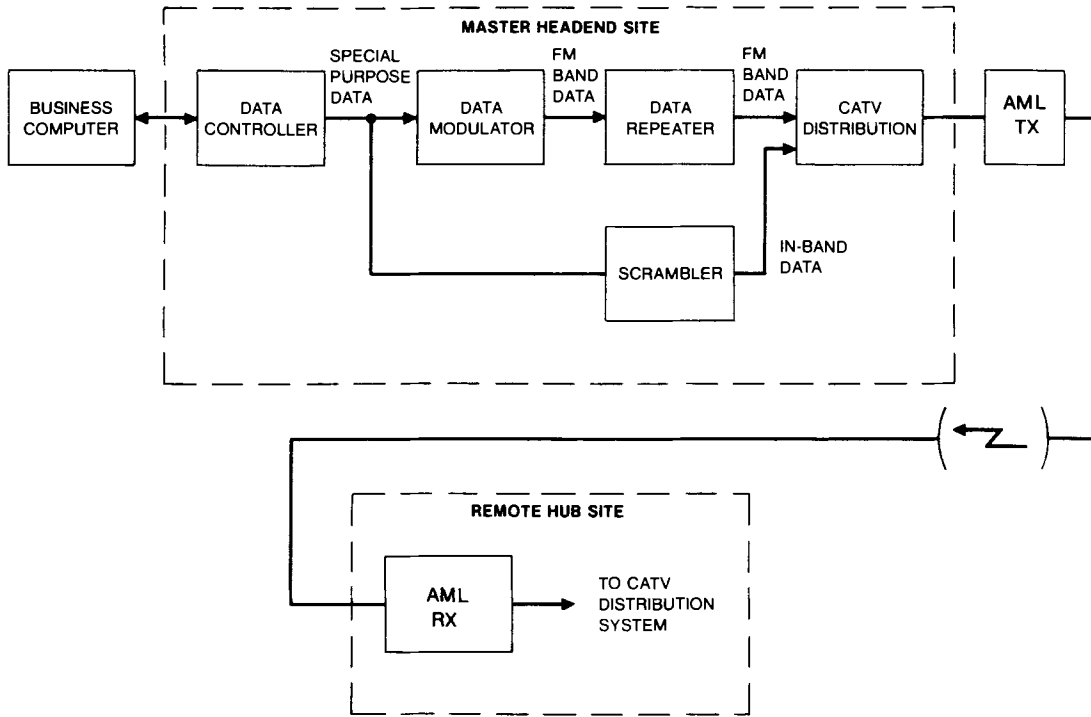 MASTER HEADEND SITE
BUSINESS
COMPUTER
DATA
CONTROLLER
SPECIAL
PURPOSE
DATA
DATA
MODULATOR
FM
BAND
DATA
DATA
REPEATER
FM
BAND
DATA
CATV
DISTRIBUTION
AML
TX
SCRAMBLER
IN-BAND
DATA
REMOTE HUB SITE
AML
RX
TO CATV
DISTRIBUTION
SYSTEM